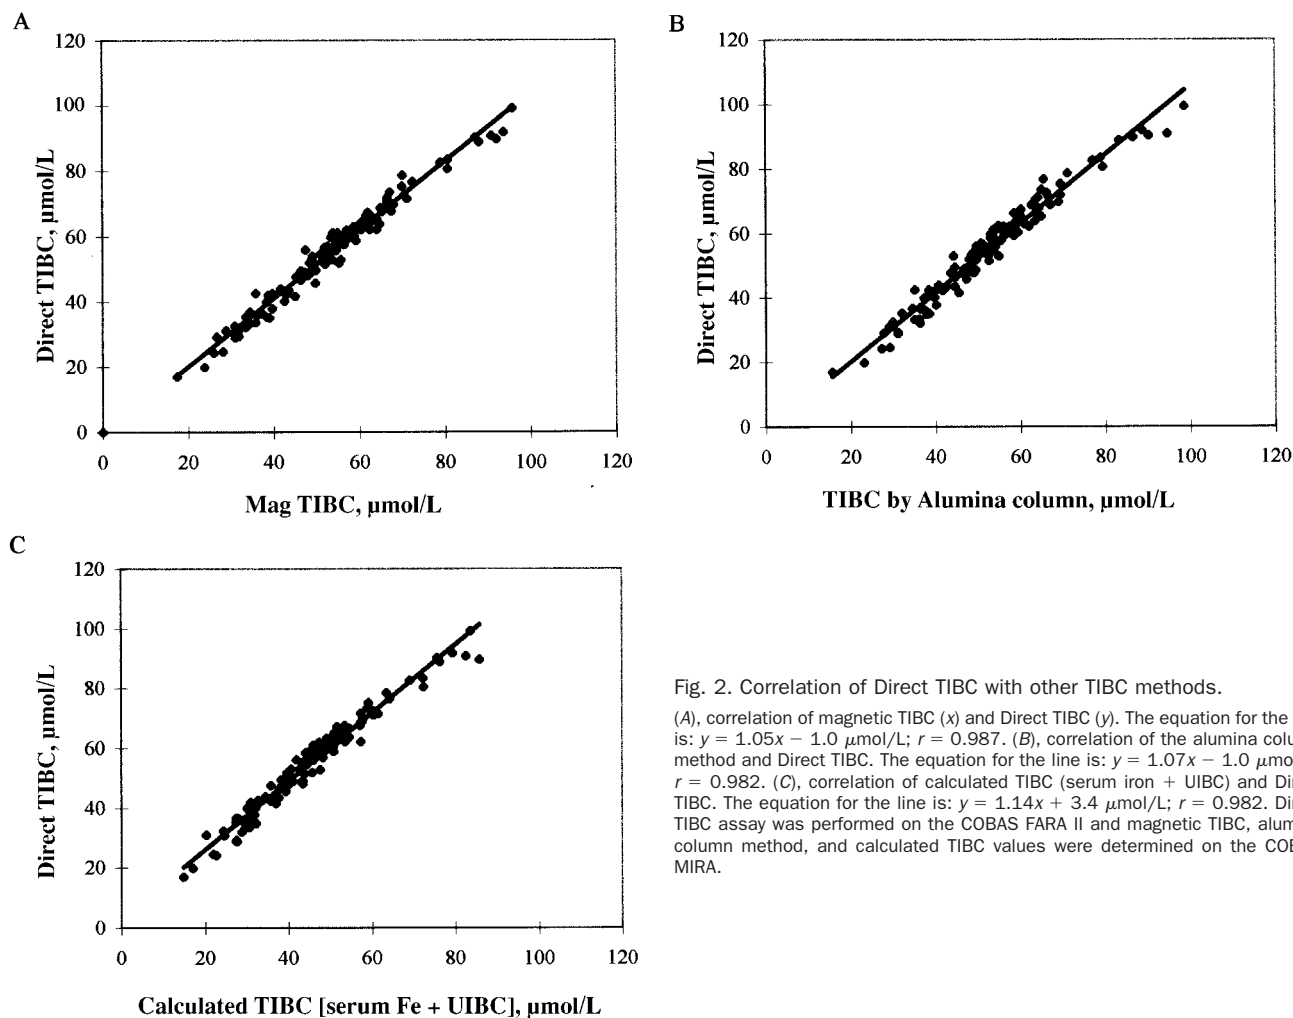 A
120
100
80
60
40
20
0
Direct TIBC, μmol/L
0 20 40 60 80 100 120
Mag TIBC, μmol/L
B
120
100
80
60
40
20
0
Direct TIBC, μmol/L
0 20 40 60 80 100 120
TIBC by Alumina column, μmol/L
C
120
100
80
60
40
20
0
Direct TIBC, μmol/L
0 20 40 60 80 100 120
Calculated TIBC [serum Fe + UIBC], μmol/L
Fig. 2. Correlation of Direct TIBC with other TIBC methods.
(A), correlation of magnetic TIBC (x) and Direct TIBC (y). The equation for the
is: y = 1.05x − 1.0 μmol/L; r = 0.987. (B), correlation of the alumina colu
method and Direct TIBC. The equation for the line is: y = 1.07x − 1.0 μmo
r = 0.982. (C), correlation of calculated TIBC (serum iron + UIBC) and Dir
TIBC. The equation for the line is: y = 1.14x + 3.4 μmol/L; r = 0.982. Dir
TIBC assay was performed on the COBAS FARA II and magnetic TIBC, alum
column method, and calculated TIBC values were determined on the COB
MIRA.